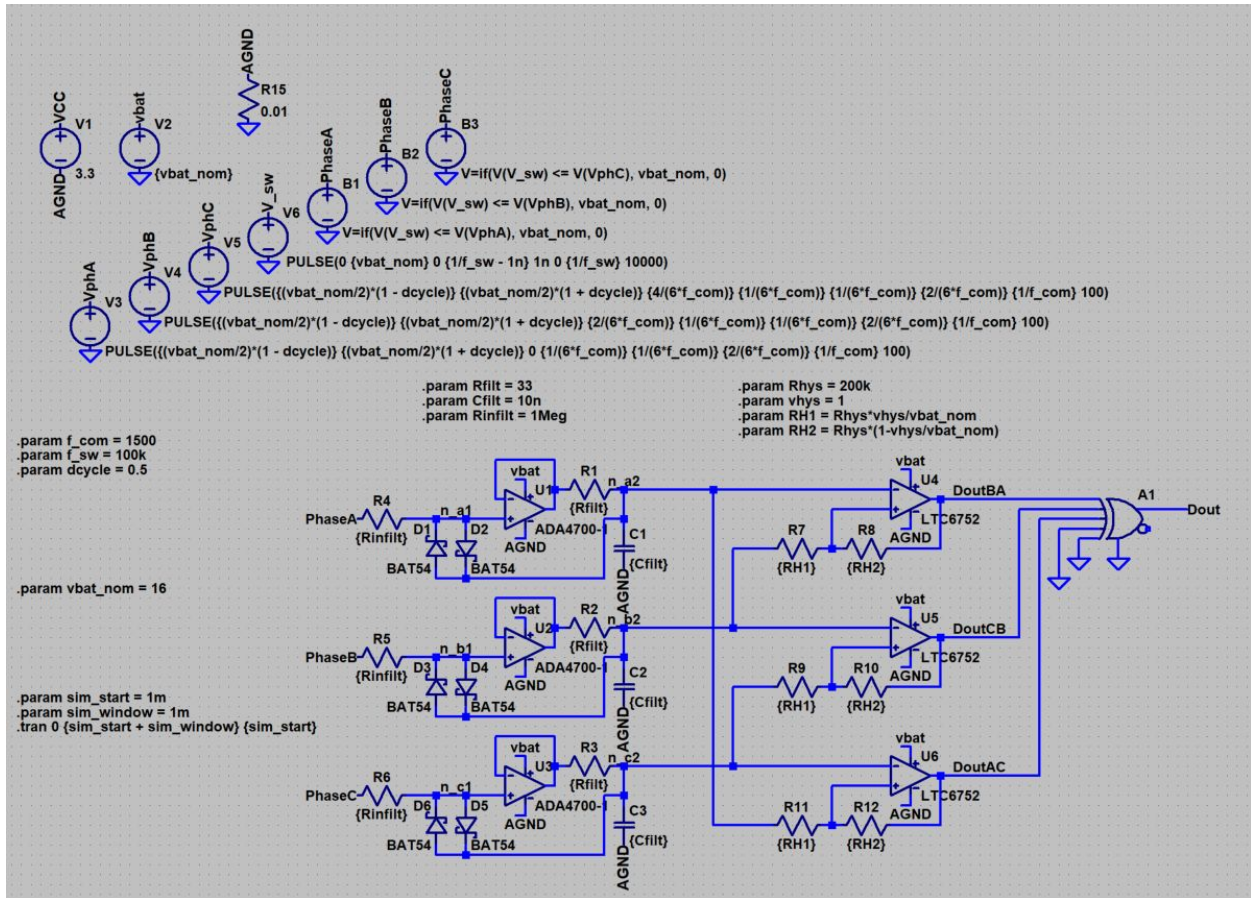 AGND
R15
0.01
VCC
V1
3.3
AGND
vbat
V2
{vbat_nom}
PhaseC
B3
V=if(V(V_sw) <= V(VphC), vbat_nom, 0)
PhaseB
B2
V=if(V(V_sw) <= V(VphB), vbat_nom, 0)
PhaseA
B1
V=if(V(V_sw) <= V(VphA), vbat_nom, 0)
V_sw
V6
PULSE(0 {vbat_nom} 0 {1/f_sw - 1n} 1n 0 {1/f_sw} 10000)
VphC
V5
PULSE({(vbat_nom/2)*(1 - dcycle)} {(vbat_nom/2)*(1 + dcycle)} {4/(6*f_com)} {1/(6*f_com)} {1/(6*f_com)} {2/(6*f_com)} {1/f_com} 100)
VphB
V4
PULSE({(vbat_nom/2)*(1 - dcycle)} {(vbat_nom/2)*(1 + dcycle)} {2/(6*f_com)} {1/(6*f_com)} {1/(6*f_com)} {2/(6*f_com)} {1/f_com} 100)
VphA
V3
PULSE({(vbat_nom/2)*(1 - dcycle)} {(vbat_nom/2)*(1 + dcycle)} 0 {1/(6*f_com)} {1/(6*f_com)} {2/(6*f_com)} {1/f_com} 100)
.param Rfilt = 33
.param Cfilt = 10n
.param Rinfilt = 1Meg
.param Rhys = 200k
.param vhys = 1
.param RH1 = Rhys*vhys/vbat_nom
.param RH2 = Rhys*(1-vhys/vbat_nom)
.param f_com = 1500
.param f_sw = 100k
.param dcycle = 0.5
.param vbat_nom = 16
.param sim_start = 1m
.param sim_window = 1m
.tran 0 {sim_start + sim_window} {sim_start}
PhaseA
R4
{Rinfilt}
n_a1
D1
BAT54
D2
BAT54
vbat
U1
ADA4700-1
AGND
R1
{Rfilt}
n_a2
C1
{Cfilt}
AGND
R7
{RH1}
R8
{RH2}
vbat
U4
LTC6752
AGND
DoutBA
A1
Dout
PhaseB
R5
{Rinfilt}
n_b1
D3
BAT54
D4
BAT54
vbat
U2
ADA4700-1
AGND
R2
{Rfilt}
n_b2
C2
{Cfilt}
AGND
R9
{RH1}
R10
{RH2}
vbat
U5
LTC6752
AGND
DoutCB
PhaseC
R6
{Rinfilt}
n_c1
D6
BAT54
D5
BAT54
vbat
U3
ADA4700-1
AGND
R3
{Rfilt}
n_c2
C3
{Cfilt}
AGND
R11
{RH1}
R12
{RH2}
vbat
U6
LTC6752
AGND
DoutAC